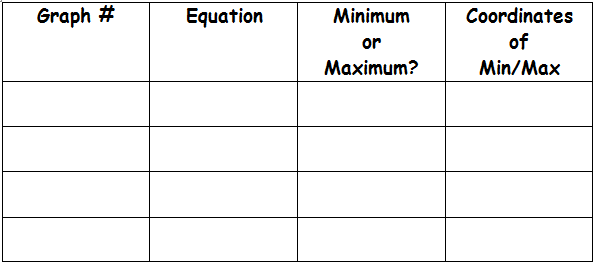 Graph # Equation Minimum Coordinates
or of
Maximum? Min/Max